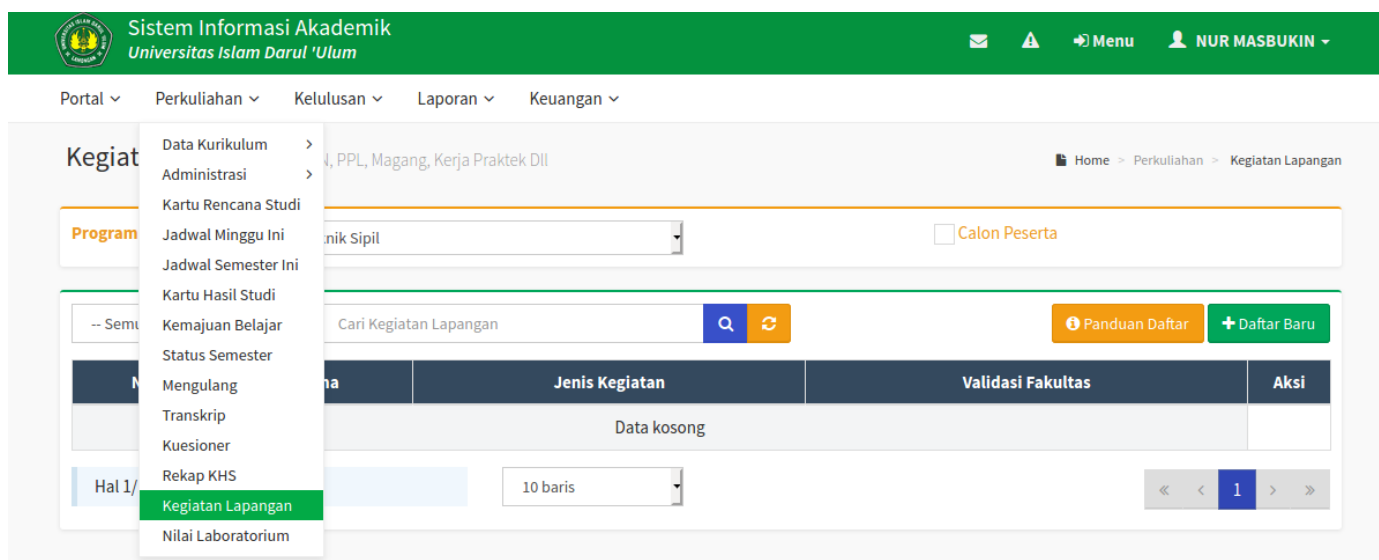 Sistem Informasi Akademik
Universitas Islam Darul 'Ulum
Menu
NUR MASBUKIN
Portal
Perkuliahan
Kelulusan
Laporan
Keuangan
Data Kurikulum
Administrasi
Kartu Rencana Studi
Jadwal Minggu Ini
Jadwal Semester Ini
Kartu Hasil Studi
Kemajuan Belajar
Status Semester
Mengulang
Transkrip
Kuesioner
Rekap KHS
Kegiatan Lapangan
Nilai Laboratorium
Kegiat
, PPL, Magang, Kerja Praktek Dll
Home > Perkuliahan > Kegiatan Lapangan
Program
nik Sipil
Calon Peserta
-- Semu
Cari Kegiatan Lapangan
Panduan Daftar
+ Daftar Baru
N
na
Jenis Kegiatan
Validasi Fakultas
Aksi
Data kosong
Hal 1/
10 baris
« < 1 > »